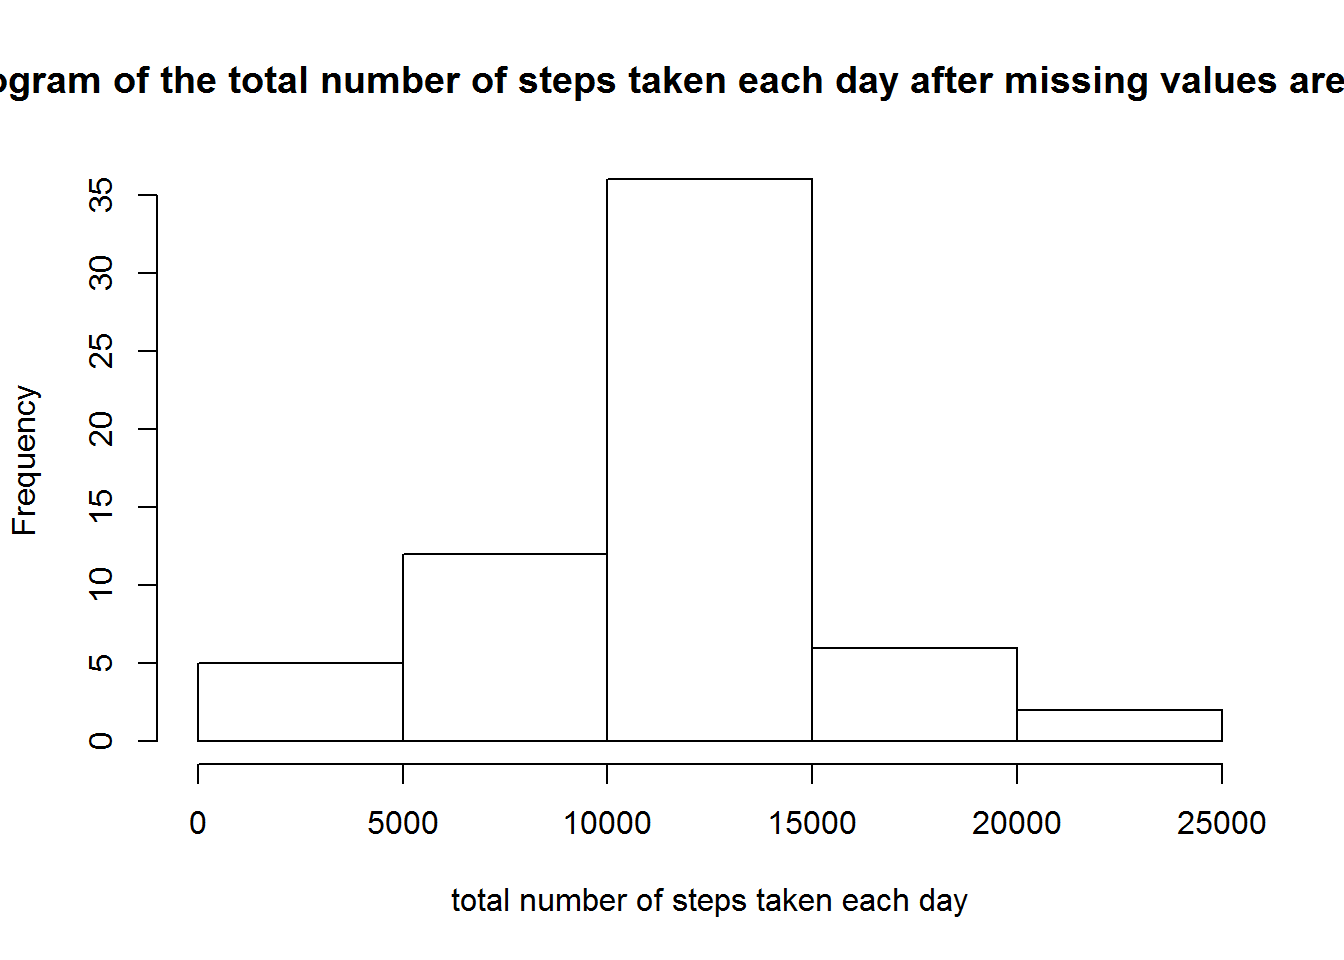 ogram of the total number of steps taken each day after missing values are
Frequency
35
30
25
20
15
10
5
0
0 5000 10000 15000 20000 25000
total number of steps taken each day